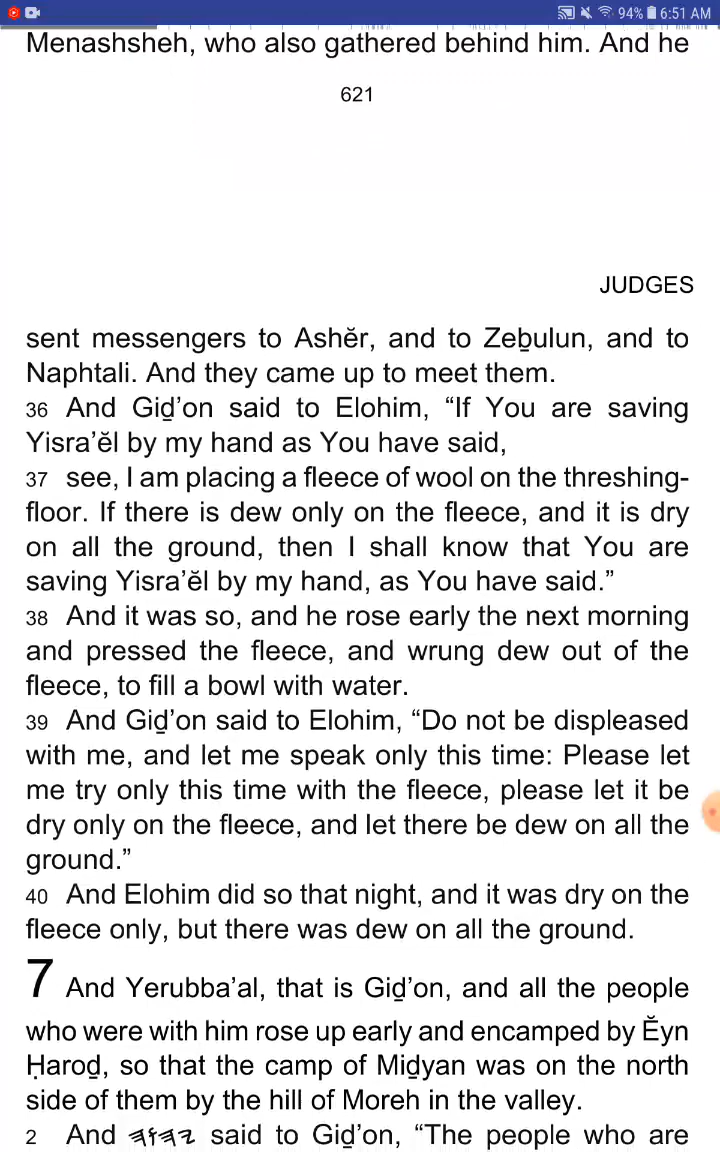 94% 6:51 AM
Menashsheh, who also gathered behind him. And he
621
JUDGES
sent messengers to Ashĕr, and to Zeḇulun, and to
Naphtali. And they came up to meet them.
36 And Giḏ’on said to Elohim, “If You are saving
Yisra’ĕl by my hand as You have said,
37 see, I am placing a fleece of wool on the threshing-
floor. If there is dew only on the fleece, and it is dry
on all the ground, then I shall know that You are
saving Yisra’ĕl by my hand, as You have said.”
38 And it was so, and he rose early the next morning
and pressed the fleece, and wrung dew out of the
fleece, to fill a bowl with water.
39 And Giḏ’on said to Elohim, “Do not be displeased
with me, and let me speak only this time: Please let
me try only this time with the fleece, please let it be
dry only on the fleece, and let there be dew on all the
ground.”
40 And Elohim did so that night, and it was dry on the
fleece only, but there was dew on all the ground.
7 And Yerubba’al, that is Giḏ’on, and all the people
who were with him rose up early and encamped by Ĕyn
Ḥaroḏ, so that the camp of Miḏyan was on the north
side of them by the hill of Moreh in the valley.
2 And 𐤉𐤄𐤅𐤄 said to Giḏ’on, “The people who are